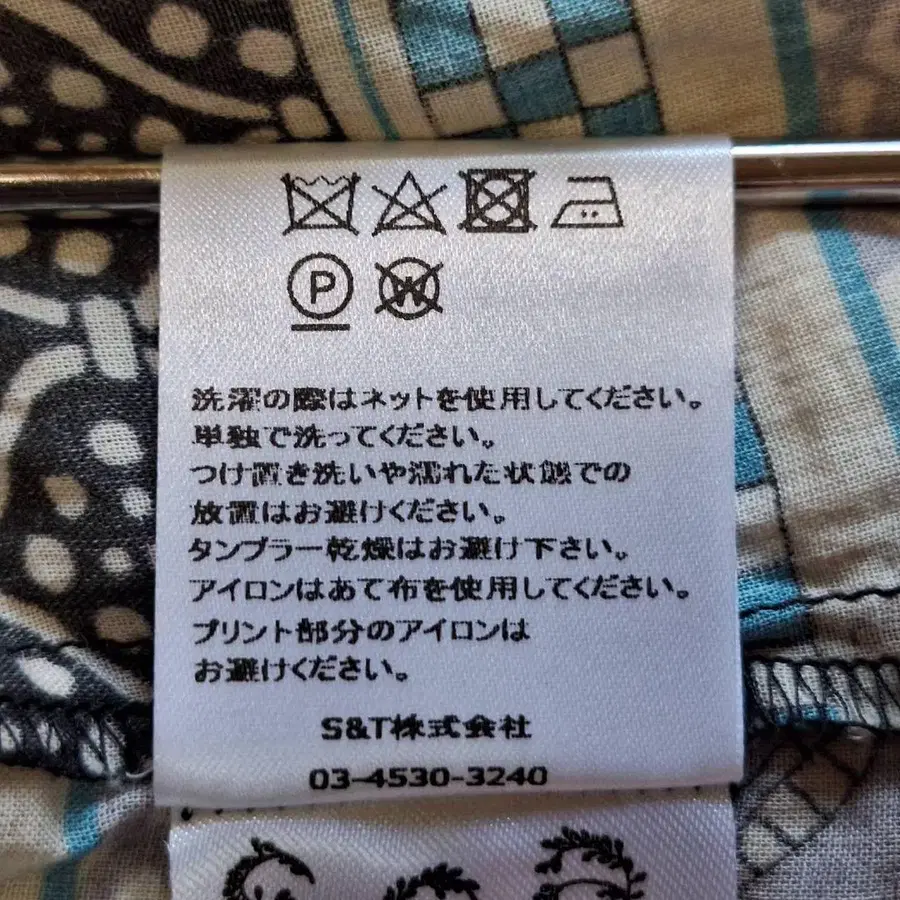 P W
洗濯の際はネットを使用してください。
単独で洗ってください。
つけ置き洗いや濡れた状態での
放置はお避けください。
タンブラー乾燥はお避け下さい。
アイロンはあて布を使用してください。
プリント部分のアイロンは
お避けください。
S&T株式会社
03-4530-3240